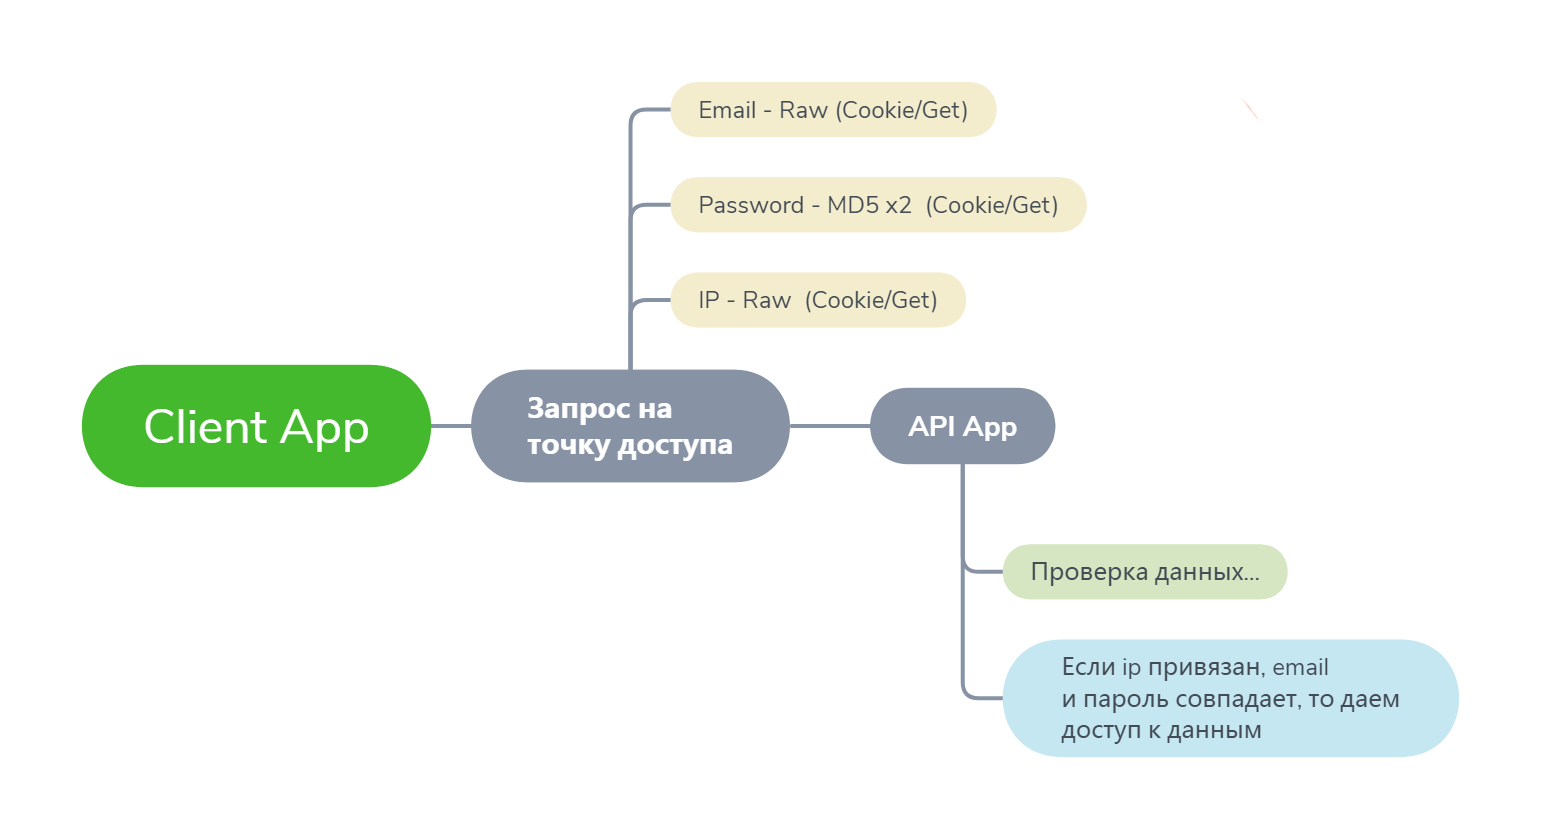 Email - Raw (Cookie/Get)
Password - MD5 x2  (Cookie/Get)
IP - Raw  (Cookie/Get)
Client App
Запрос на
точку доступа
API App
Проверка данных...
Если ip привязан, email
и пароль совпадает, то даем
доступ к данным